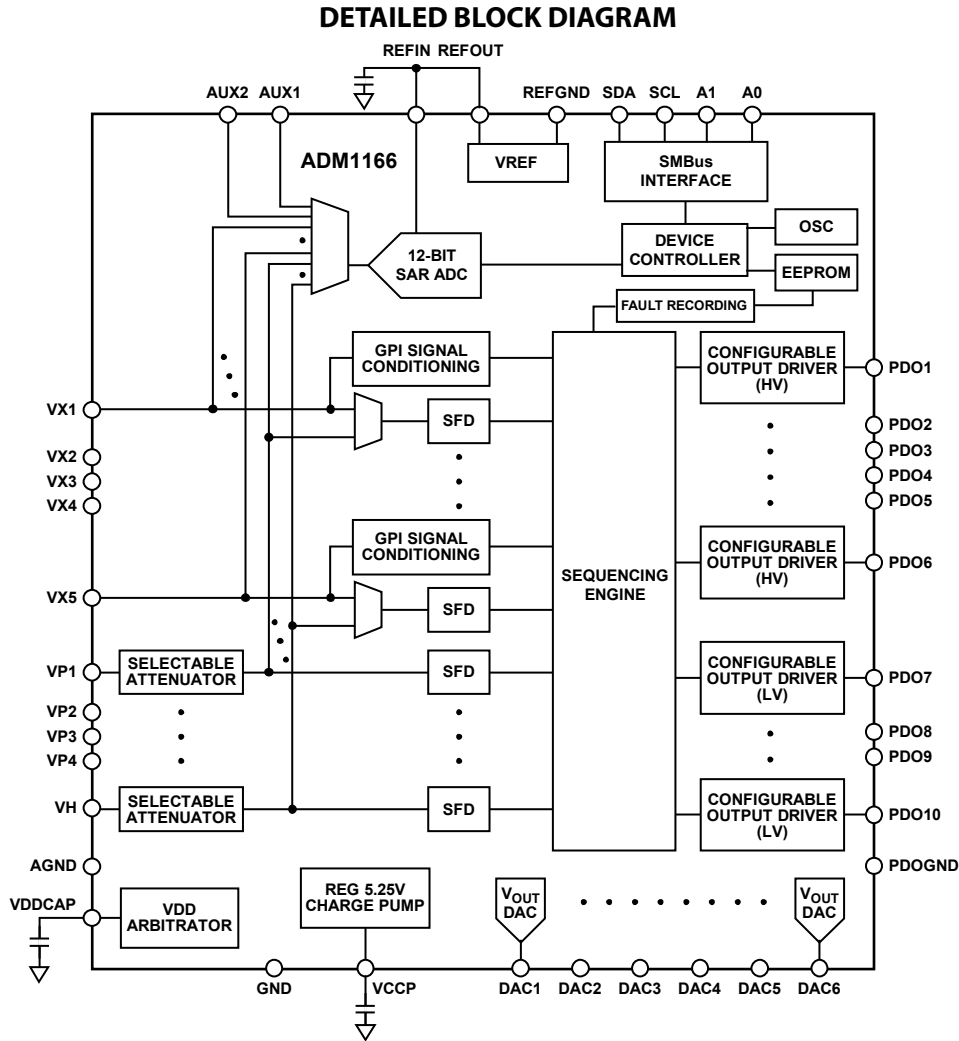 DETAILED BLOCK DIAGRAM
REFIN REFOUT
AUX2 AUX1
REFGND SDA SCL A1 A0
ADM1166
VREF
SMBus
INTERFACE
12-BIT
SAR ADC
DEVICE
CONTROLLER
OSC
EEPROM
FAULT RECORDING
GPI SIGNAL
CONDITIONING
SFD
GPI SIGNAL
CONDITIONING
SFD
SELECTABLE
ATTENUATOR
SFD
SELECTABLE
ATTENUATOR
SFD
SEQUENCING
ENGINE
CONFIGURABLE
OUTPUT DRIVER
(HV)
CONFIGURABLE
OUTPUT DRIVER
(HV)
CONFIGURABLE
OUTPUT DRIVER
(LV)
CONFIGURABLE
OUTPUT DRIVER
(LV)
VX1
VX2
VX3
VX4
VX5
VP1
VP2
VP3
VP4
VH
AGND
VDDCAP
PDO1
PDO2
PDO3
PDO4
PDO5
PDO6
PDO7
PDO8
PDO9
PDO10
PDOGND
VDD
ARBITRATOR
REG 5.25V
CHARGE PUMP
VOUT
DAC
VOUT
DAC
GND
VCCP
DAC1 DAC2 DAC3 DAC4 DAC5 DAC6